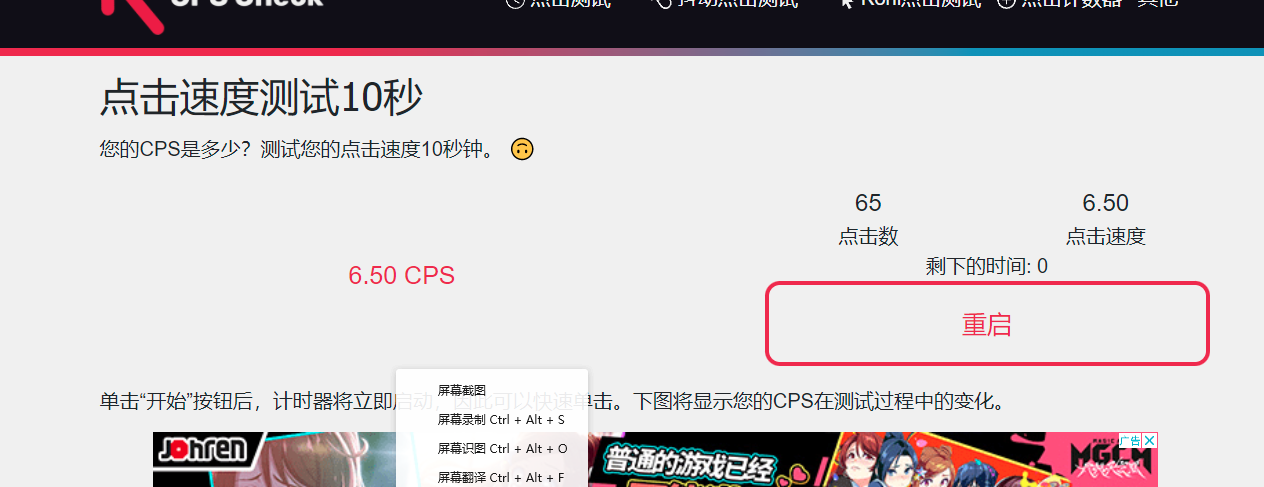 CPS Check
点击测试 抖动点击测试 Kohi点击测试 点击计数器 其他
点击速度测试10秒
您的CPS是多少？测试您的点击速度10秒钟。
65
点击数
6.50
点击速度
剩下的时间: 0
6.50 CPS
重启
单击“开始”按钮后，计时器将立即启动，因此可以快速单击。下图将显示您的CPS在测试过程中的变化。
屏幕截图
屏幕录制 Ctrl + Alt + S
屏幕识图 Ctrl + Alt + O
屏幕翻译 Ctrl + Alt + F
Johren
普通的游戏已经
广告
MGCM